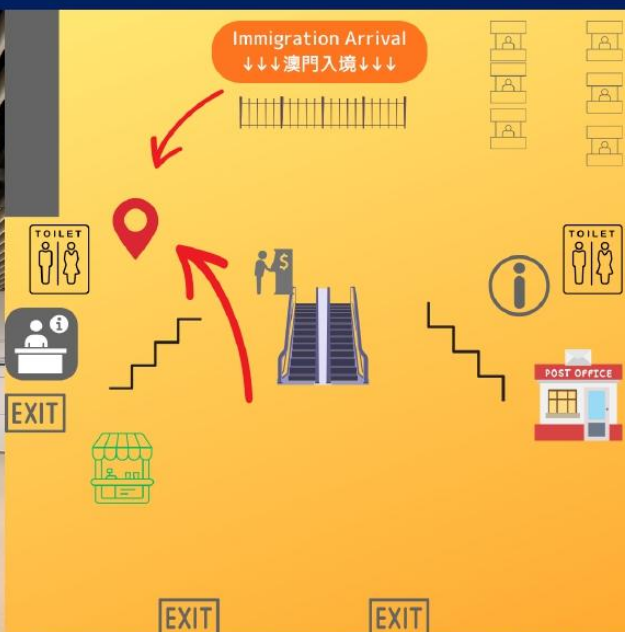 Immigration Arrival
↓↓↓澳門入境↓↓↓
TOILET
TOILET
$
i
i
POST OFFICE
EXIT
EXIT
EXIT